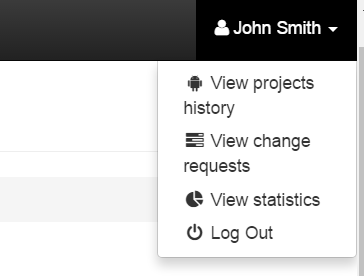 John Smith
View projects
history
View change
requests
View statistics
Log Out